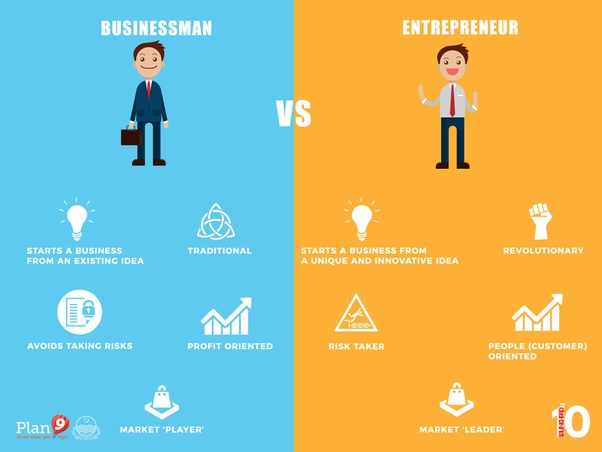 BUSINESSMAN
ENTREPRENEUR
VS
STARTS A BUSINESS
FROM AN EXISTING IDEA
TRADITIONAL
STARTS A BUSINESS FROM
A UNIQUE AND INNOVATIVE IDEA
REVOLUTIONARY
AVOIDS TAKING RISKS
PROFIT ORIENTED
RISK TAKER
PEOPLE (CUSTOMER)
ORIENTED
MARKET 'PLAYER'
MARKET 'LEADER'
Plan 9
10